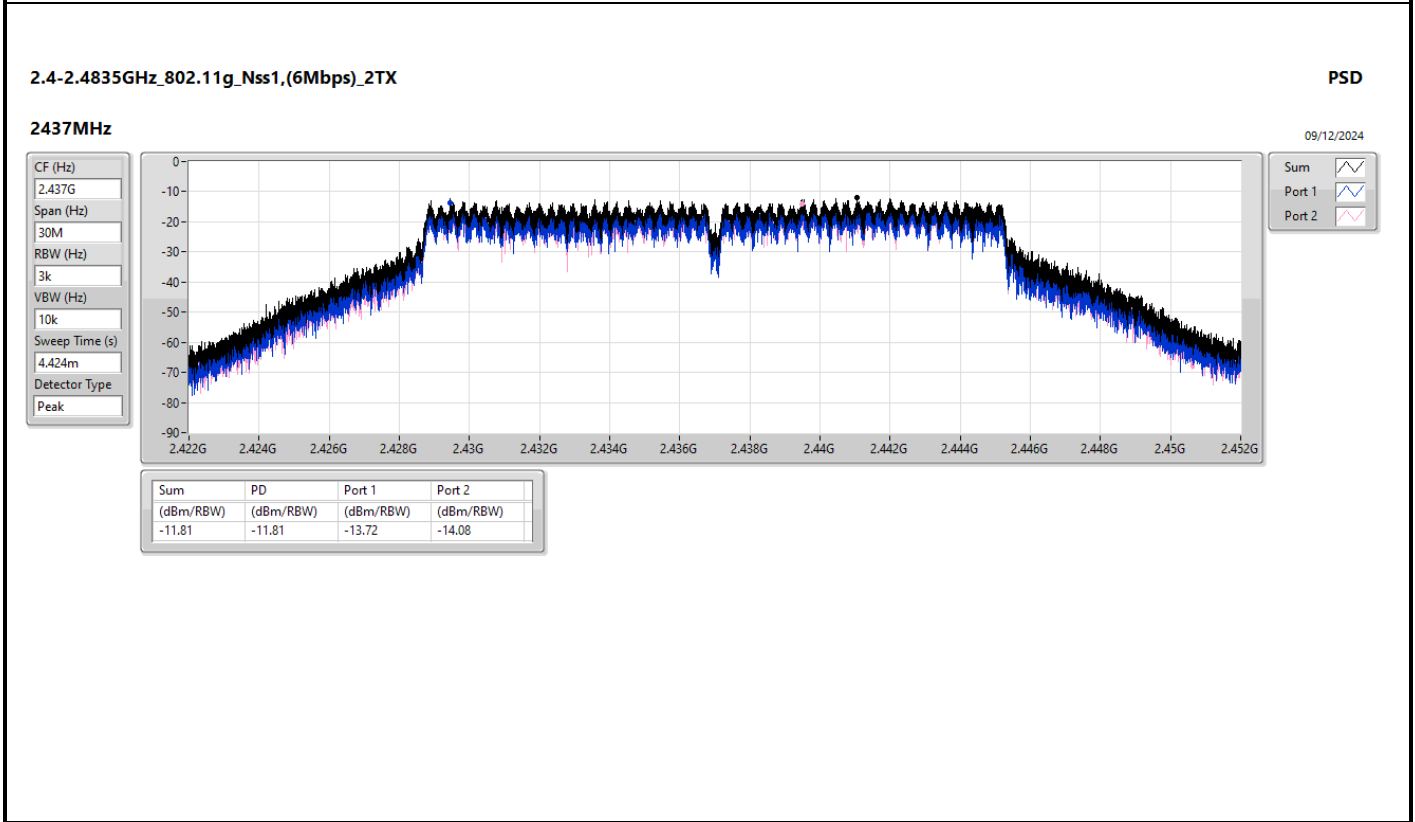 2.4-2.4835GHz_802.11g_Nss1,(6Mbps)_2TX
PSD
2437MHz
09/12/2024
CF (Hz)
2.437G
Span (Hz)
30M
RBW (Hz)
3k
VBW (Hz)
10k
Sweep Time (s)
4.424m
Detector Type
Peak
0
-10
-20
-30
-40
-50
-60
-70
-80
-90
2.422G 2.424G 2.426G 2.428G 2.43G 2.432G 2.434G 2.436G 2.438G 2.44G 2.442G 2.444G 2.446G 2.448G 2.45G 2.452G
Sum
Port 1
Port 2
Sum PD Port 1 Port 2
(dBm/RBW) (dBm/RBW) (dBm/RBW) (dBm/RBW)
-11.81 -11.81 -13.72 -14.08